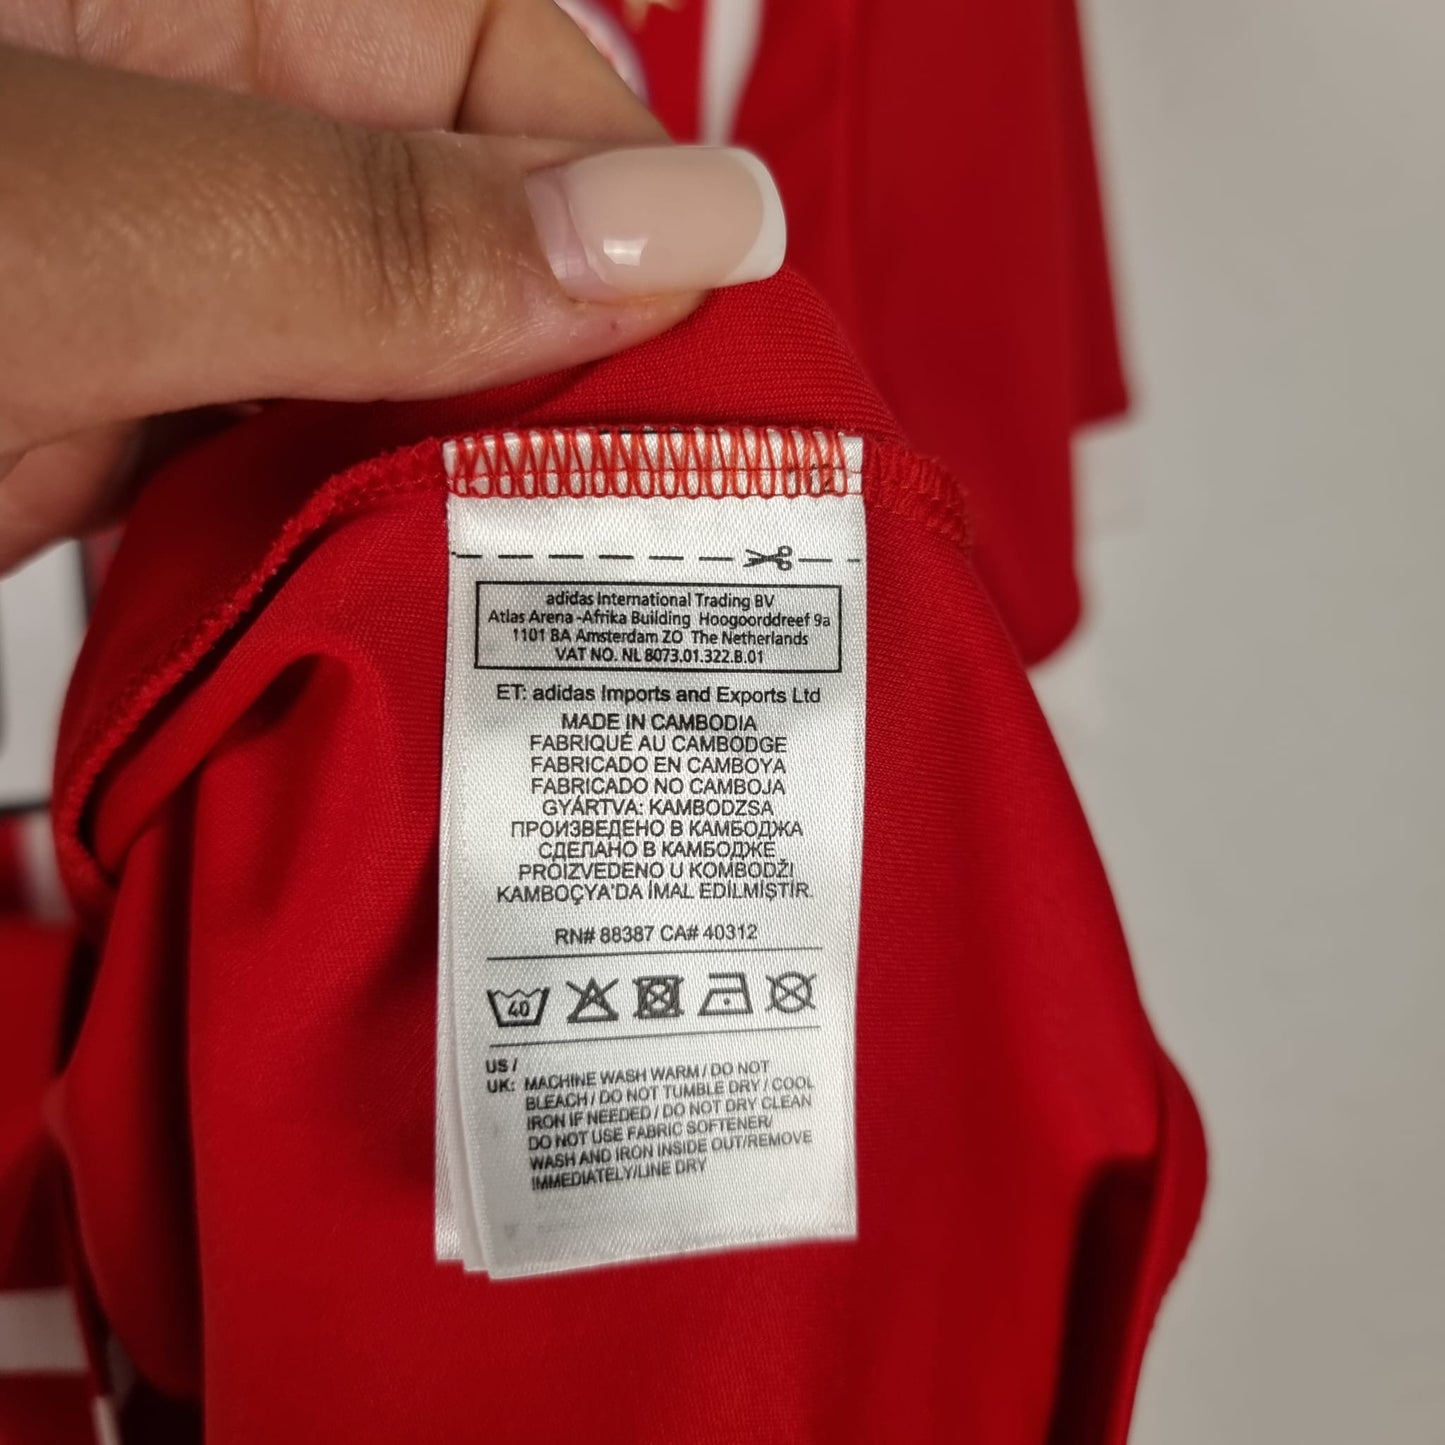 adidas International Trading BV
Atlas Arena -Afrika Building Hoogoorddreef 9a
1101 BA Amsterdam ZO The Netherlands
VAT NO. NL 8073.01.322.B.01
ET: adidas Imports and Exports Ltd
MADE IN CAMBODIA
FABRIQUÉ AU CAMBODGE
FABRICADO EN CAMBOYA
FABRICADO NO CAMBOJA
GYÁRTVA: KAMBODZSA
ПРОИЗВЕДЕНО В КАМБОДЖА
СДЕЛАНО В КАМБОДЖЕ
PROIZVEDENO U KOMBODŽI
KAMBOÇYA'DA İMAL EDİLMİŞTİR.
RN# 88387 CA# 40312
40
US /
UK: MACHINE WASH WARM / DO NOT
BLEACH / DO NOT TUMBLE DRY / COOL
IRON IF NEEDED / DO NOT DRY CLEAN
DO NOT USE FABRIC SOFTENER/
WASH AND IRON INSIDE OUT/REMOVE
IMMEDIATELY/LINE DRY